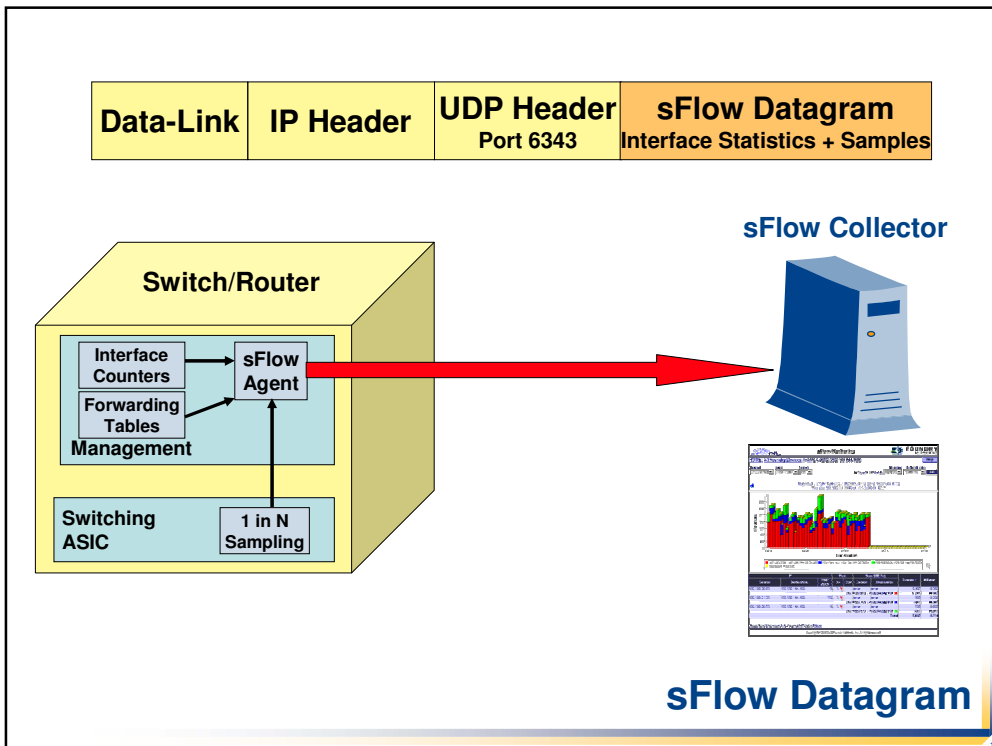 Data-Link
IP Header
UDP Header
Port 6343
sFlow Datagram
Interface Statistics + Samples
sFlow Collector
Switch/Router
Interface
Counters
sFlow
Agent
Forwarding
Tables
Management
Switching
ASIC
1 in N
Sampling
FOUNDRY
sFlow Datagram